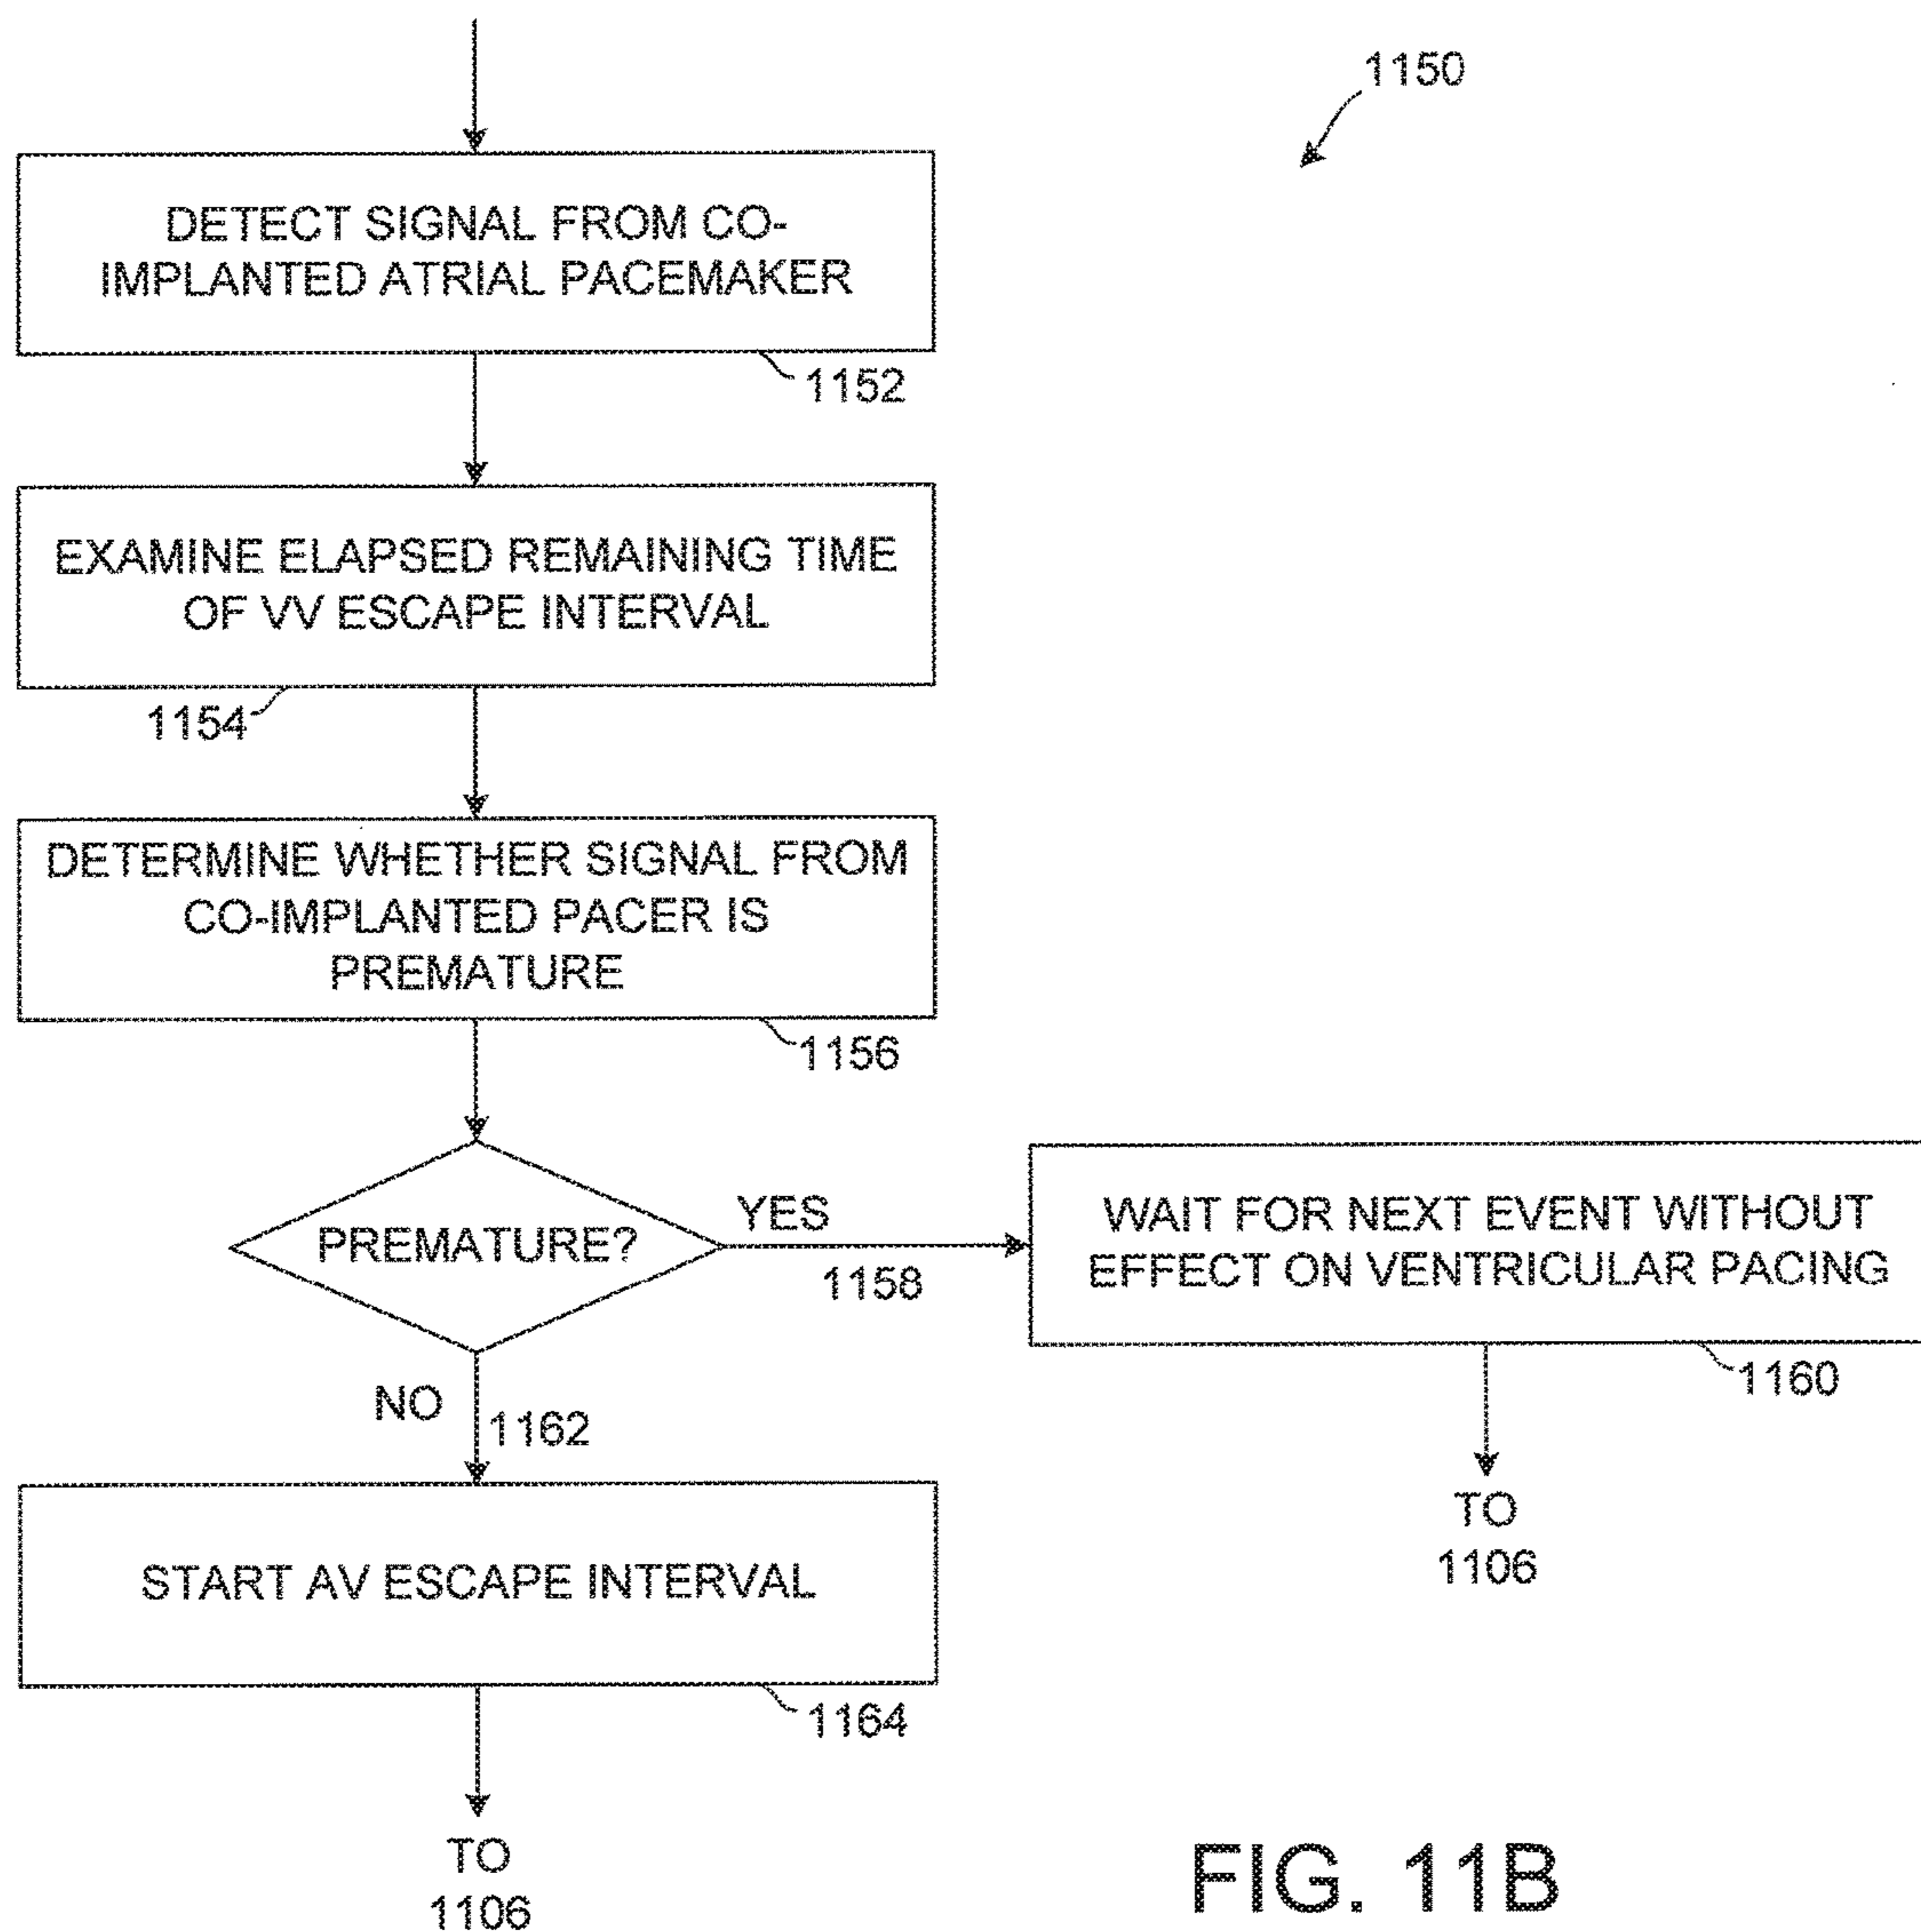 1150
DETECT SIGNAL FROM CO-
IMPLANTED ATRIAL PACEMAKER
1152
EXAMINE ELAPSED REMAINING TIME
OF VV ESCAPE INTERVAL
1154
DETERMINE WHETHER SIGNAL FROM
CO-IMPLANTED PACER IS
PREMATURE
1156
PREMATURE?
YES
1158
WAIT FOR NEXT EVENT WITHOUT
EFFECT ON VENTRICULAR PACING
1160
TO
1106
NO
1162
START AV ESCAPE INTERVAL
1164
TO
1106
FIG. 11B